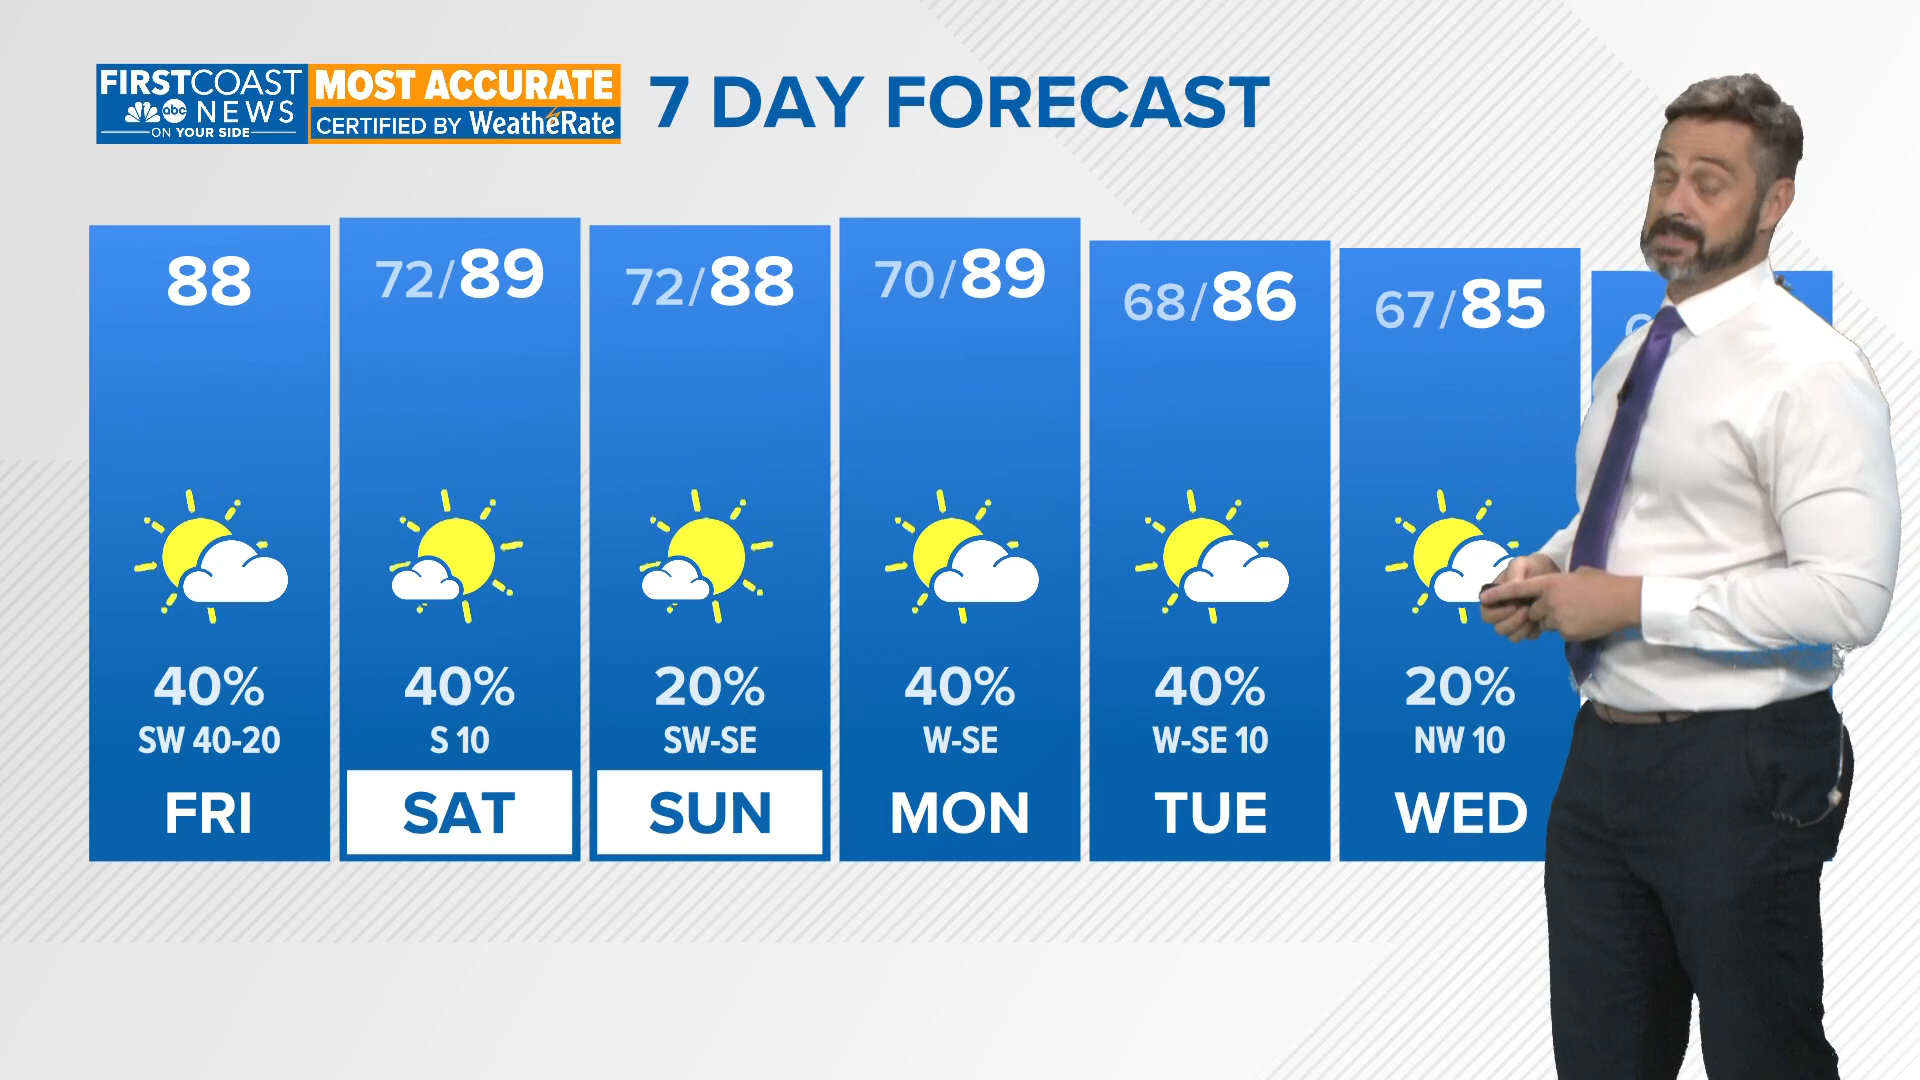 FIRSTCOAST
abc NEWS
ON YOUR SIDE
MOST ACCURATE
CERTIFIED BY WeatheRate
7 DAY FORECAST
88
72/89
72/88
70/89
68/86
67/85
40%
40%
20%
40%
40%
20%
SW 40-20
S 10
SW-SE
W-SE
W-SE 10
NW 10
FRI
SAT
SUN
MON
TUE
WED